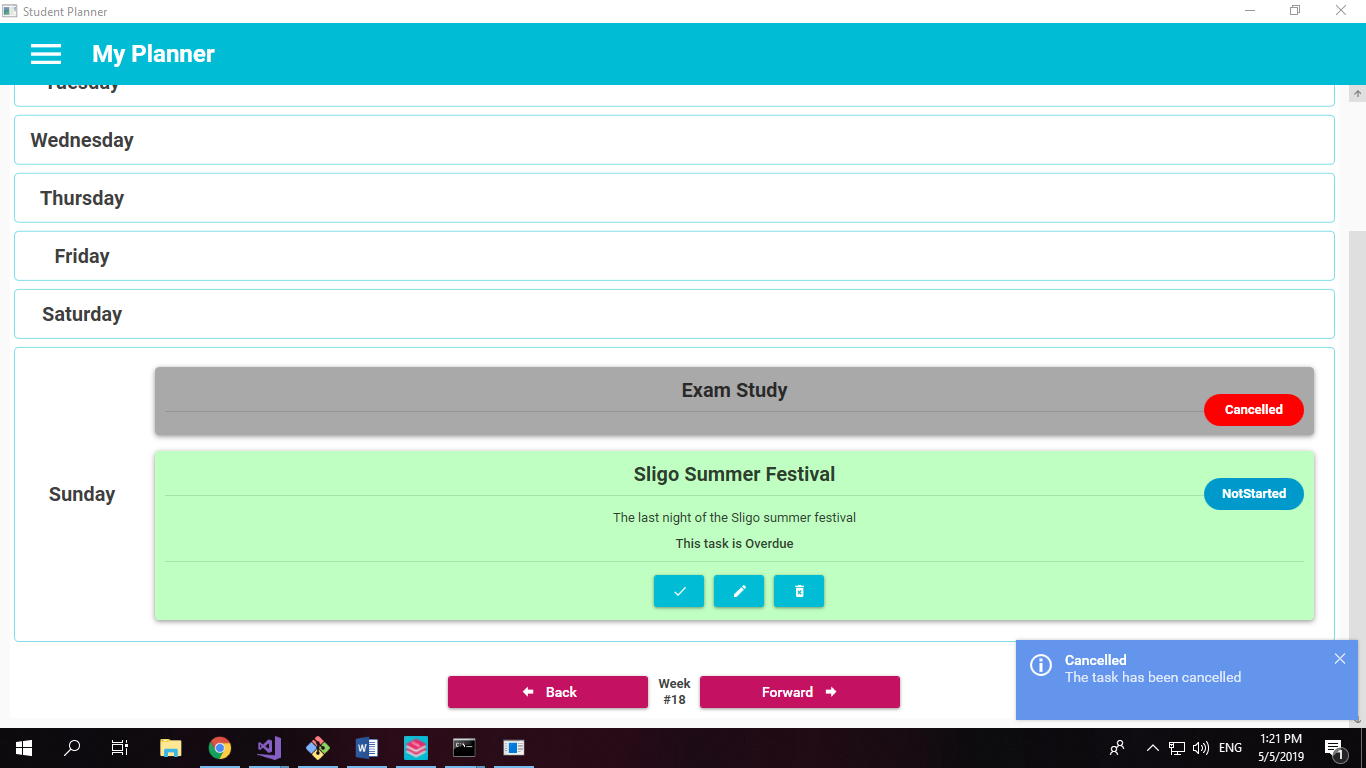 Student Planner
My Planner
Tuesday
Wednesday
Thursday
Friday
Saturday
Sunday
Exam Study
Cancelled
Sligo Summer Festival
NotStarted
The last night of the Sligo summer festival
This task is Overdue
Back
Week
#18
Forward
Cancelled
The task has been cancelled
ENG
1:21 PM
5/5/2019
1